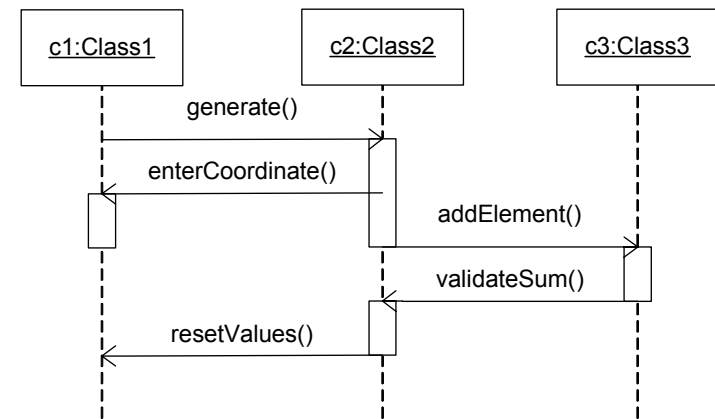 c1:Class1
c2:Class2
c3:Class3
generate()
enterCoordinate()
addElement()
validateSum()
resetValues()